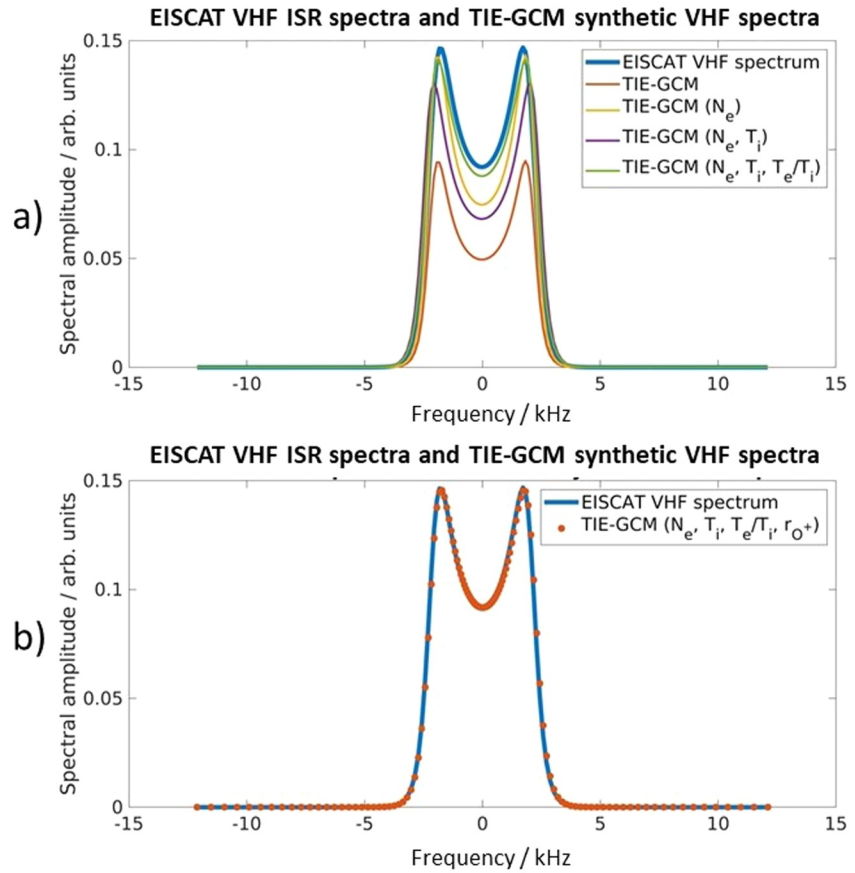 EISCAT VHF ISR spectra and TIE-GCM synthetic VHF spectra
a)
Spectral amplitude / arb. units
0.15
0.1
0.05
0
EISCAT VHF spectrum
TIE-GCM
TIE-GCM (Ne)
TIE-GCM (Ne, Ti)
TIE-GCM (Ne, Ti, Te/Ti)
-15 -10 -5 0 5 10 15
Frequency / kHz
EISCAT VHF ISR spectra and TIE-GCM synthetic VHF spectra
b)
Spectral amplitude / arb. units
0.15
0.1
0.05
0
EISCAT VHF spectrum
TIE-GCM (Ne, Ti, Te/Ti, rO+)
-15 -10 -5 0 5 10 15
Frequency / kHz